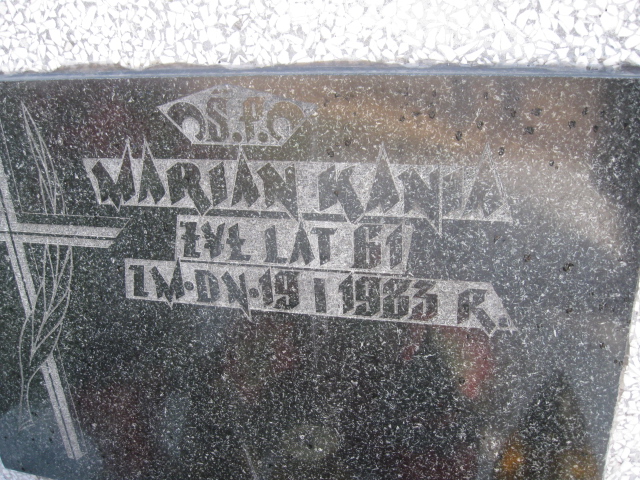 Ś.P.
MARIAN KANIA
ŻYŁ LAT 61
ZM·DN·19 I 1983 R.